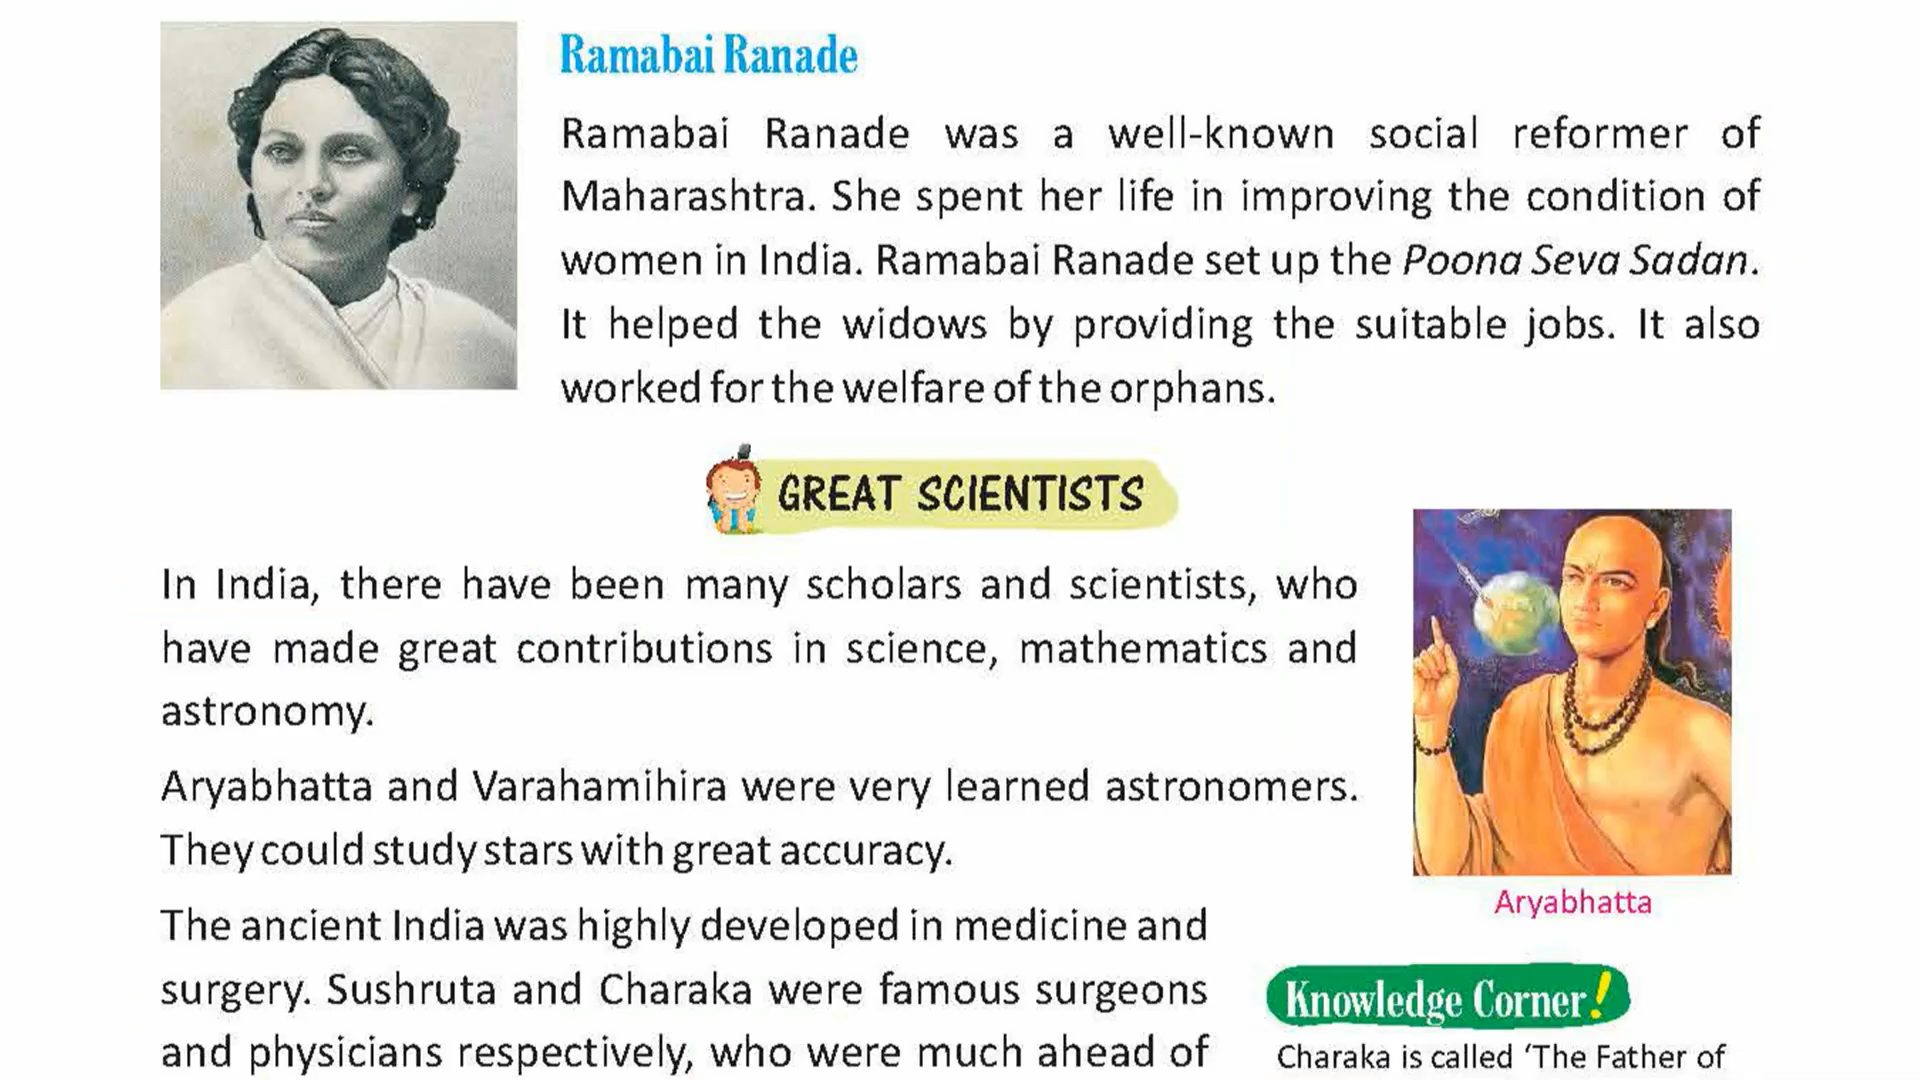 Ramabai Ranade
Ramabai Ranade was a well-known social reformer of
Maharashtra. She spent her life in improving the condition of
women in India. Ramabai Ranade set up the Poona Seva Sadan.
It helped the widows by providing the suitable jobs. It also
worked for the welfare of the orphans.
GREAT SCIENTISTS
In India, there have been many scholars and scientists, who
have made great contributions in science, mathematics and
astronomy.
Aryabhatta and Varahamihira were very learned astronomers.
They could study stars with great accuracy.
Aryabhatta
The ancient India was highly developed in medicine and
surgery. Sushruta and Charaka were famous surgeons
and physicians respectively, who were much ahead of
Knowledge Corner!
Charaka is called ‘The Father of